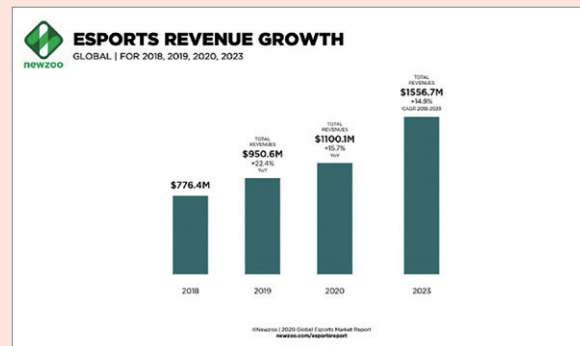 newzoo
ESPORTS REVENUE GROWTH
GLOBAL | FOR 2018, 2019, 2020, 2023
$776.4M
TOTAL
REVENUES
$950.6M
+22.4%
YoY
TOTAL
REVENUES
$1100.1M
+15.7%
YoY
TOTAL
REVENUES
$1556.7M
+14.9%
CAGR 2019-2023
2018
2019
2020
2023
©Newzoo | 2020 Global Esports Market Report
newzoo.com/esportsreport